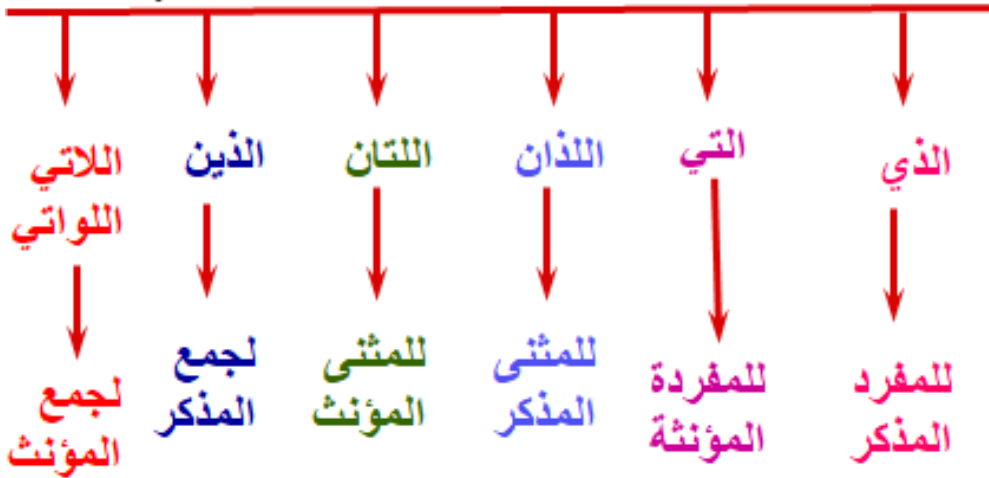 الذي
التي
اللذان
اللتان
الذين
اللاتي
اللواتي
للمفرد
المذكر
للمفردة
المؤنثة
للمثنى
المذكر
للمثنى
المؤنث
لجمع
المذكر
لجمع
المؤنث